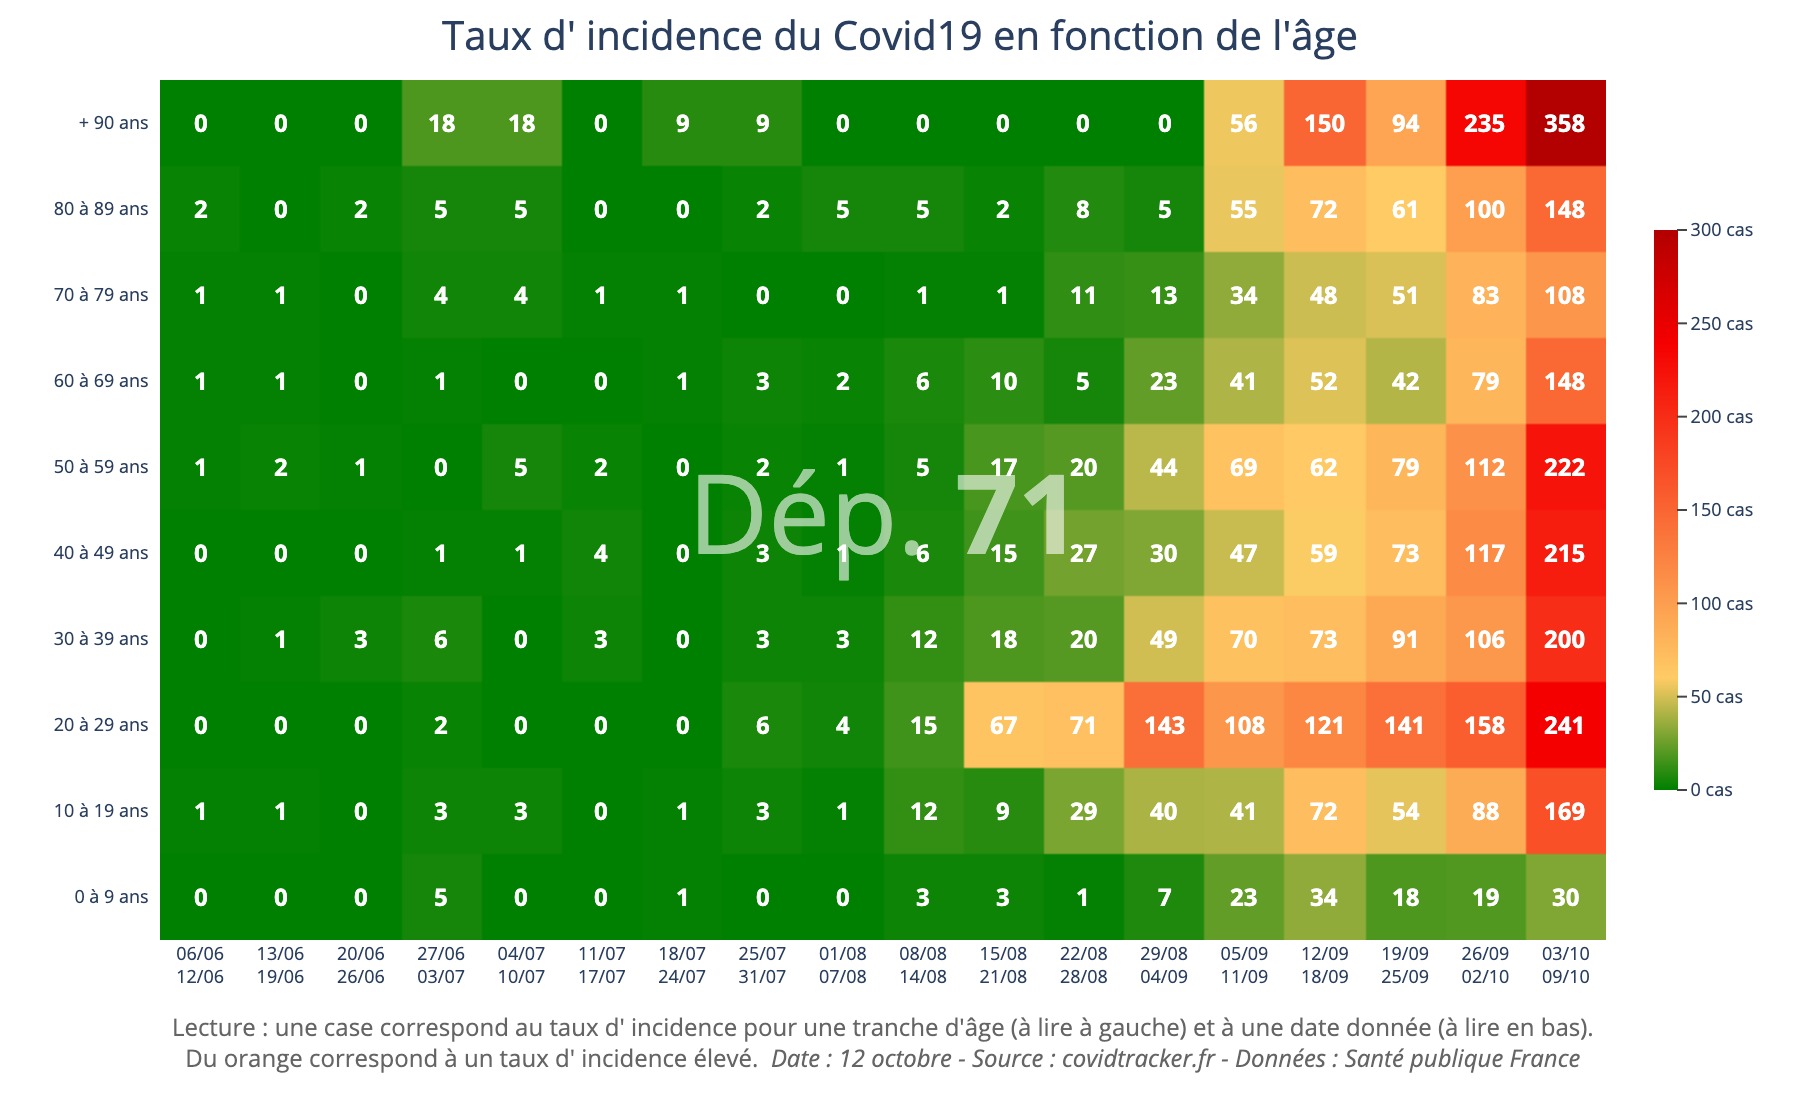 Taux d' incidence du Covid19 en fonction de l'âge
+ 90 ans 0 0 0 18 18 0 9 9 0 0 0 0 0 56 150 94 235 358
80 à 89 ans 2 0 2 5 5 0 0 2 5 5 2 8 5 55 72 61 100 148
70 à 79 ans 1 1 0 4 4 1 1 0 0 1 1 11 13 34 48 51 83 108
60 à 69 ans 1 1 0 1 0 0 1 3 2 6 10 5 23 41 52 42 79 148
50 à 59 ans 1 2 1 0 5 2 0 2 1 5 17 20 44 69 62 79 112 222
Dép. 71
40 à 49 ans 0 0 0 1 1 4 0 3 1 6 15 27 30 47 59 73 117 215
30 à 39 ans 0 1 3 6 0 3 0 3 3 12 18 20 49 70 73 91 106 200
20 à 29 ans 0 0 0 2 0 0 0 6 4 15 67 71 143 108 121 141 158 241
10 à 19 ans 1 1 0 3 3 0 1 3 1 12 9 29 40 41 72 54 88 169
0 à 9 ans 0 0 0 5 0 0 1 0 0 3 3 1 7 23 34 18 19 30
06/06 13/06 20/06 27/06 04/07 11/07 18/07 25/07 01/08 08/08 15/08 22/08 29/08 05/09 12/09 19/09 26/09 03/10
12/06 19/06 26/06 03/07 10/07 17/07 24/07 31/07 07/08 14/08 21/08 28/08 04/09 11/09 18/09 25/09 02/10 09/10
300 cas
250 cas
200 cas
150 cas
100 cas
50 cas
0 cas
Lecture : une case correspond au taux d' incidence pour une tranche d'âge (à lire à gauche) et à une date donnée (à lire en bas).
Du orange correspond à un taux d' incidence élevé. Date : 12 octobre - Source : covidtracker.fr - Données : Santé publique France